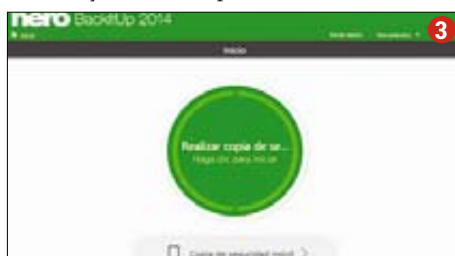 nero BackItUp 2014
3
Inicio
Realizar copia de se...
Haga clic para iniciar
Copia de seguridad móvil >